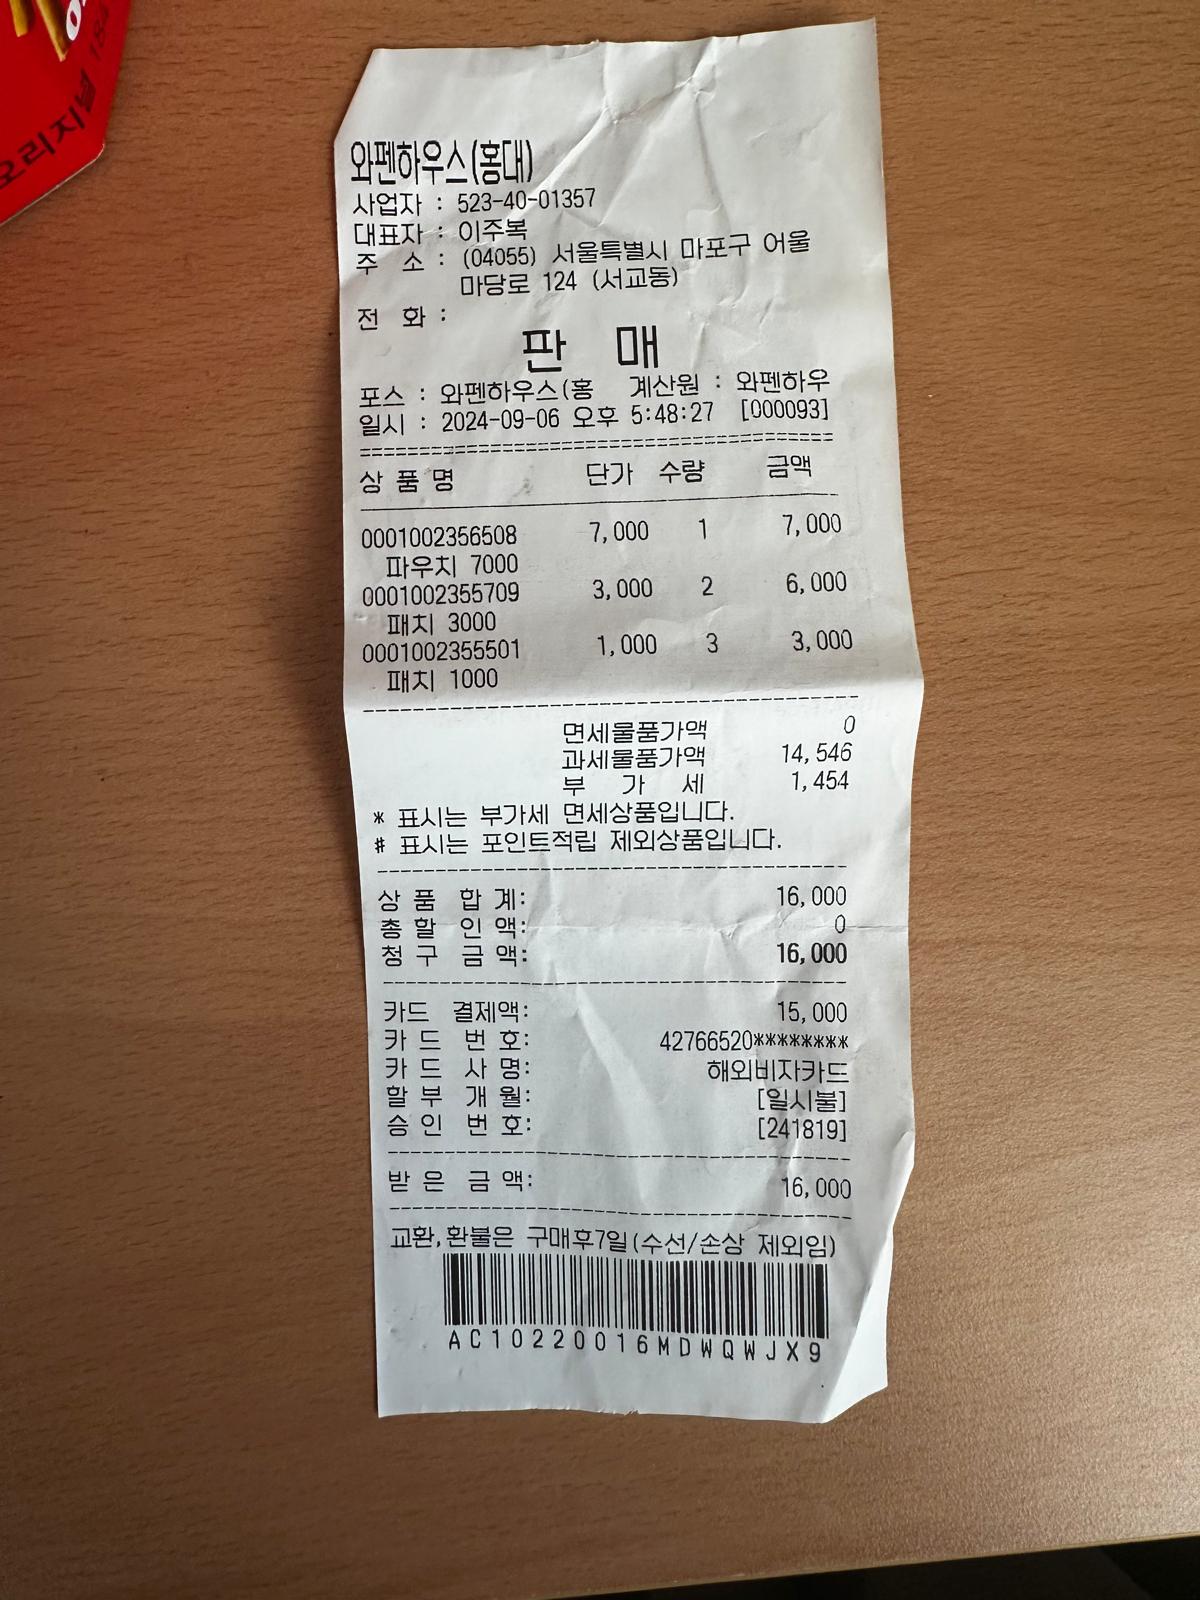 오리지널 184
와펜하우스(홍대)
사업자 : 523-40-01357
대표자 : 이주복
주 소 : (04055) 서울특별시 마포구 어울
마당로 124 (서교동)
전 화 :
판 매
포스 : 와펜하우스(홍 계산원 : 와펜하우
일시 : 2024-09-06 오후 5:48:27 [000093]
상 품 명 단가 수량 금액
0001002356508 7,000 1 7,000
파우치 7000
0001002355709 3,000 2 6,000
패치 3000
0001002355501 1,000 3 3,000
패치 1000
면세물품가액 0
과세물품가액 14,546
부 가 세 1,454
* 표시는 부가세 면세상품입니다.
# 표시는 포인트적립 제외상품입니다.
상 품 합 계: 16,000
총 할 인 액: 0
청 구 금 액: 16,000
카드 결제액: 15,000
카 드 번 호: 42766520********
카 드 사 명: 해외비자카드
할 부 개 월: [일시불]
승 인 번 호: [241819]
받 은 금 액: 16,000
교환,환불은 구매후7일(수선/손상 제외임)
AC10220016MDWQWJX9